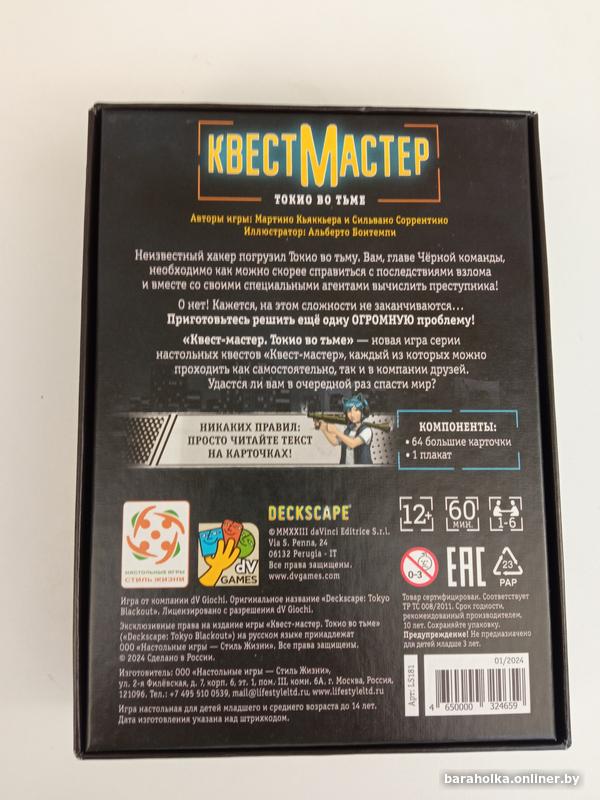 КВЕСТМАСТЕР
ТОКИО ВО ТЬМЕ
Авторы игры: Мартино Кьяккьера и Сильвано Соррентино
Иллюстратор: Альберто Бонтемпи
Неизвестный хакер погрузил Токио во тьму. Вам, главе Чёрной команды,
необходимо как можно скорее справиться с последствиями взлома
и вместе со своими специальными агентами вычислить преступника!
О нет! Кажется, на этом сложности не заканчиваются…
Приготовьтесь решить ещё одну ОГРОМНУЮ проблему!
«Квест-мастер. Токио во тьме» — новая игра серии
настольных квестов «Квест-мастер», каждый из которых можно
проходить как самостоятельно, так и в компании друзей.
Удастся ли вам в очередной раз спасти мир?
НИКАКИХ ПРАВИЛ:
ПРОСТО ЧИТАЙТЕ ТЕКСТ
НА КАРТОЧКАХ!
КОМПОНЕНТЫ:
• 64 большие карточки
• 1 плакат
НАСТОЛЬНЫЕ ИГРЫ
СТИЛЬ ЖИЗНИ
dV
GAMES
DECKSCAPE
© MMXXIII daVinci Editrice S.r.l.
Via S. Penna, 24
06132 Perugia - IT
Все права защищены.
www.dvgames.com
12+
60
МИН.
1-6
0-3
EAC
23
PAP
Игра от компании dV Giochi. Оригинальное название «Deckscape: Tokyo
Blackout». Лицензировано с разрешения dV Giochi.
Эксклюзивные права на издание игры «Квест-мастер. Токио во тьме»
(«Deckscape: Tokyo Blackout») на русском языке принадлежат
ООО «Настольные игры — Стиль Жизни». Все права защищены.
© 2024 Сделано в России.
Изготовитель: ООО «Настольные игры — Стиль Жизни»,
ул. 2-я Филёвская, д. 7, корп. 6, эт. 1, пом. III, комн. 6А, г. Москва, Россия,
121096. Тел.: +7 495 510 0539, mail@lifestyleltd.ru www.lifestyleltd.ru
Игра настольная для детей младшего и среднего возраста до 14 лет.
Дата изготовления указана над штрихкодом.
Товар сертифицирован. Соответствует
ТР ТС 008/2011. Срок годности,
рекомендованный производителем,
10 лет. Сохраняйте упаковку.
Предупреждение! Не предназначено
для детей младше 3 лет.
Арт: LS181
01/2024
4 650000 324659
baraholka.onliner.by